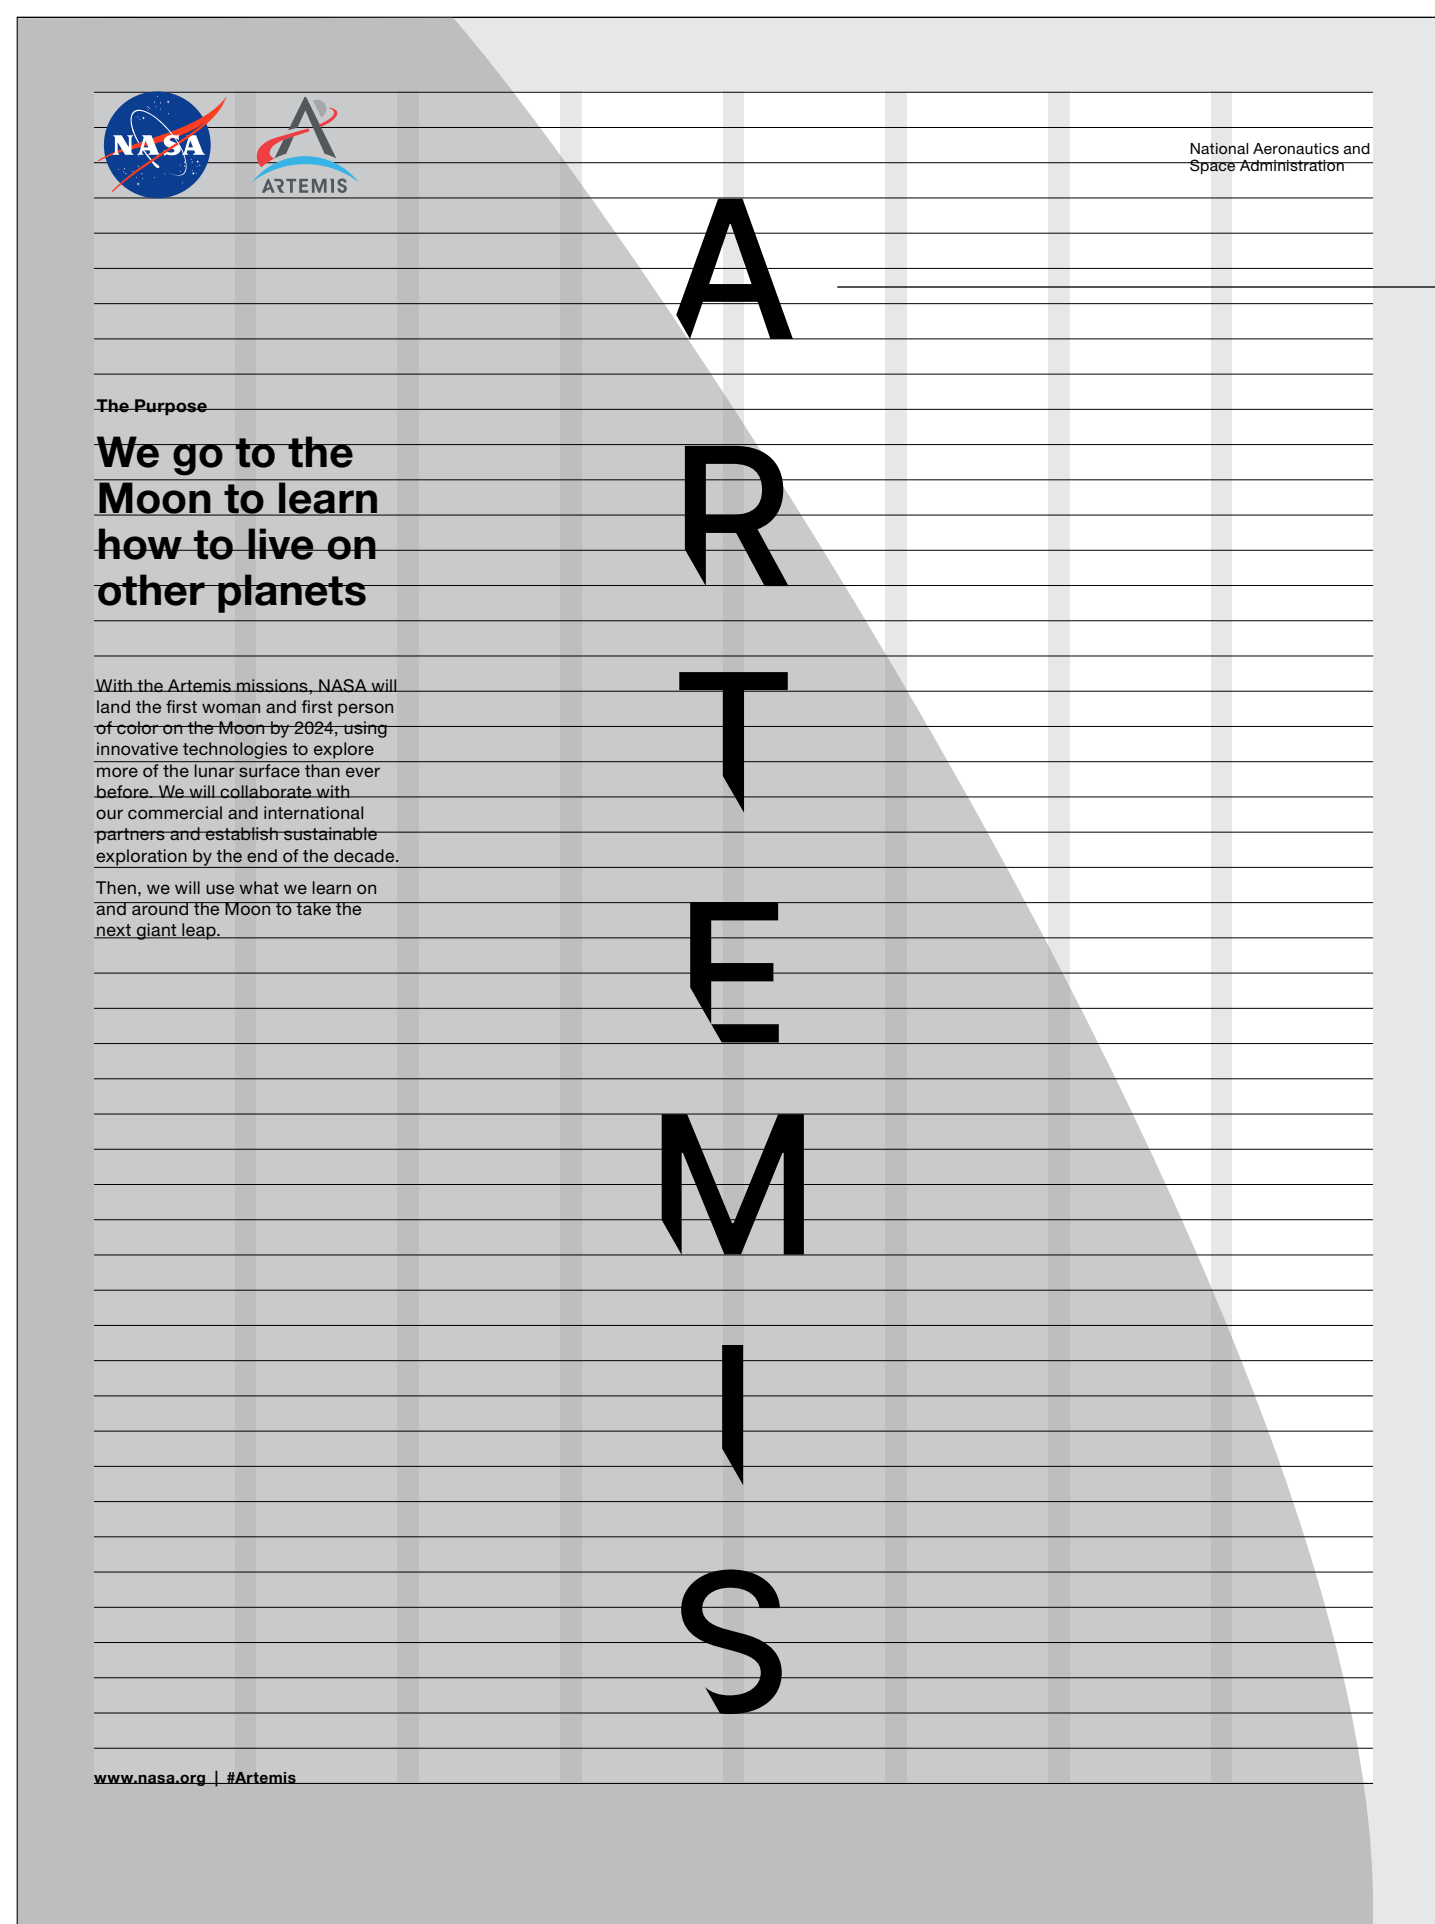 NASA
ARTEMIS
National Aeronautics and
Space Administration
The Purpose
We go to the
Moon to learn
how to live on
other planets
With the Artemis missions, NASA will
land the first woman and first person
of color on the Moon by 2024, using
innovative technologies to explore
more of the lunar surface than ever
before. We will collaborate with
our commercial and international
partners and establish sustainable
exploration by the end of the decade.
Then, we will use what we learn on
and around the Moon to take the
next giant leap.
A
R
T
E
M
I
S
www.nasa.org | #Artemis